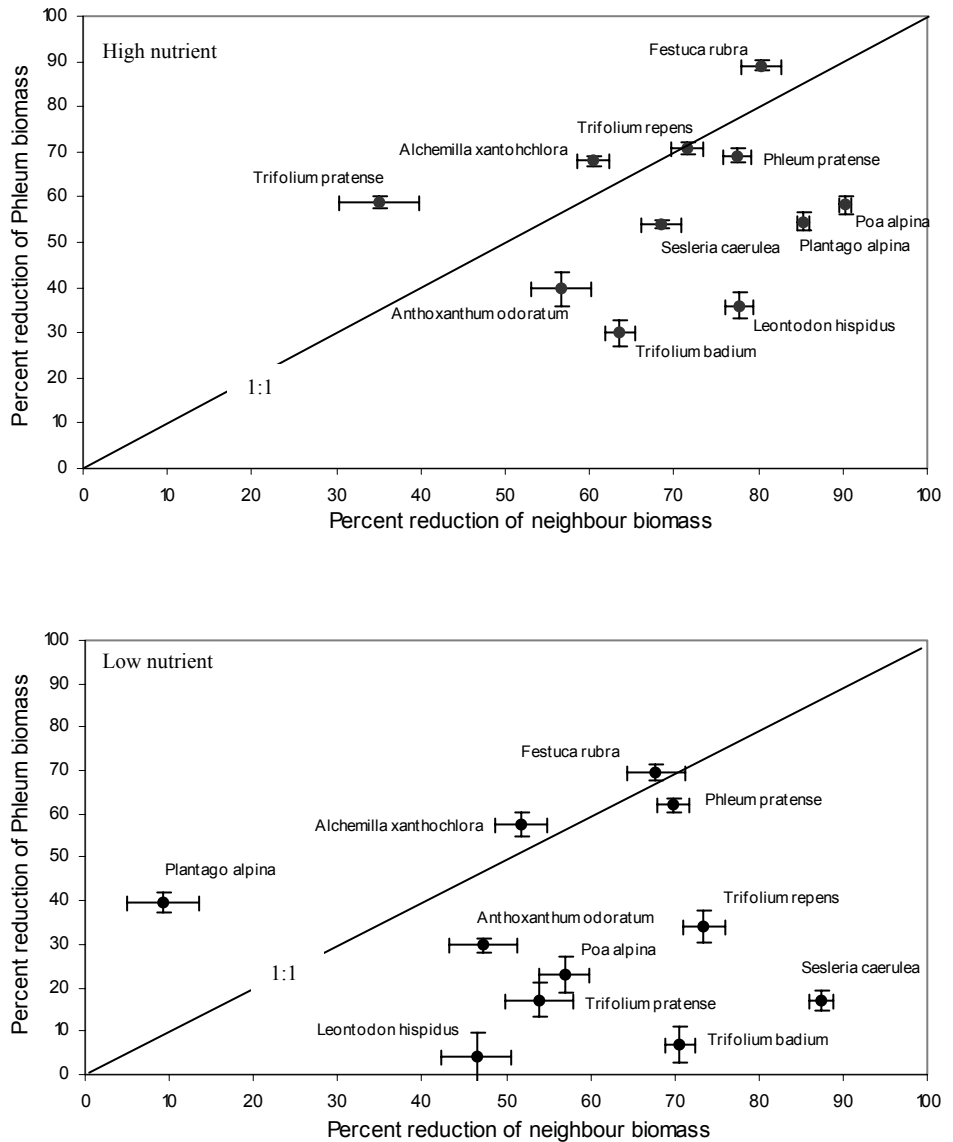 100
90
80
70
60
50
40
30
20
10
0
Percent reduction of Phleum biomass
High nutrient
Festuca rubra
Trifolium repens
Alchemilla xantohchlora
Phleum pratense
Trifolium pratense
Poa alpina
Sesleria caerulea
Plantago alpina
Anthoxanthum odoratum
Leontodon hispidus
Trifolium badium
1:1
0 10 20 30 40 50 60 70 80 90 100
Percent reduction of neighbour biomass
100
90
80
70
60
50
40
30
20
10
0
Percent reduction of Phleum biomass
Low nutrient
Festuca rubra
Phleum pratense
Alchemilla xanthochlora
Plantago alpina
Trifolium repens
Anthoxanthum odoratum
Poa alpina
Sesleria caerulea
1:1
Trifolium pratense
Leontodon hispidus
Trifolium badium
0 10 20 30 40 50 60 70 80 90 100
Percent reduction of neighbour biomass